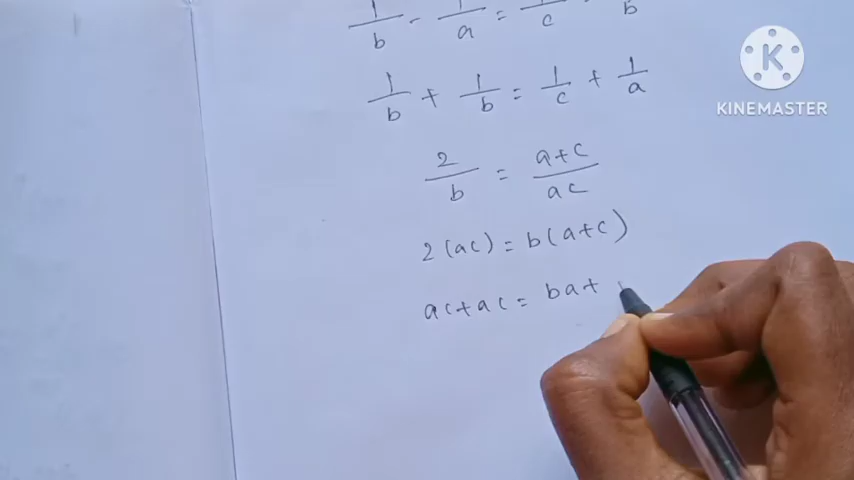 1/b - 1/a = 1/c - 1/b
1/b + 1/b = 1/c + 1/a
2/b = a+c/ac
2(ac) = b(a+c)
ac+ac = ba+
KINEMASTER